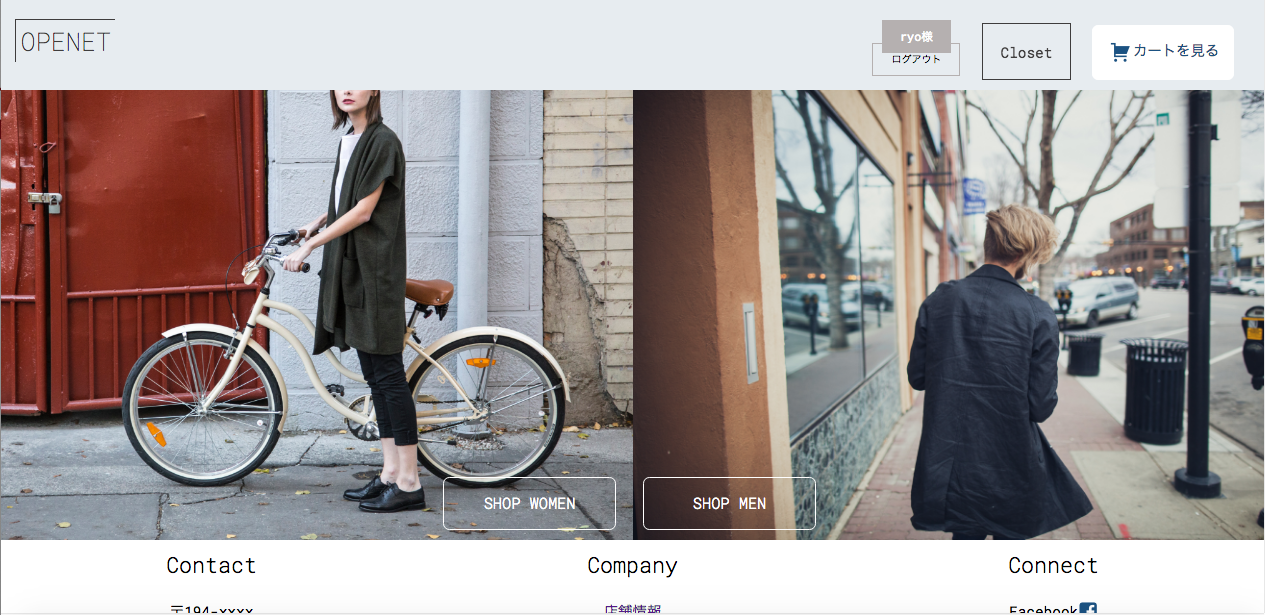 OPENET
ryo様
ログアウト
Closet
カートを見る
SHOP WOMEN
SHOP MEN
Contact
Company
Connect
〒194-xxxx
店舗情報
Facebook